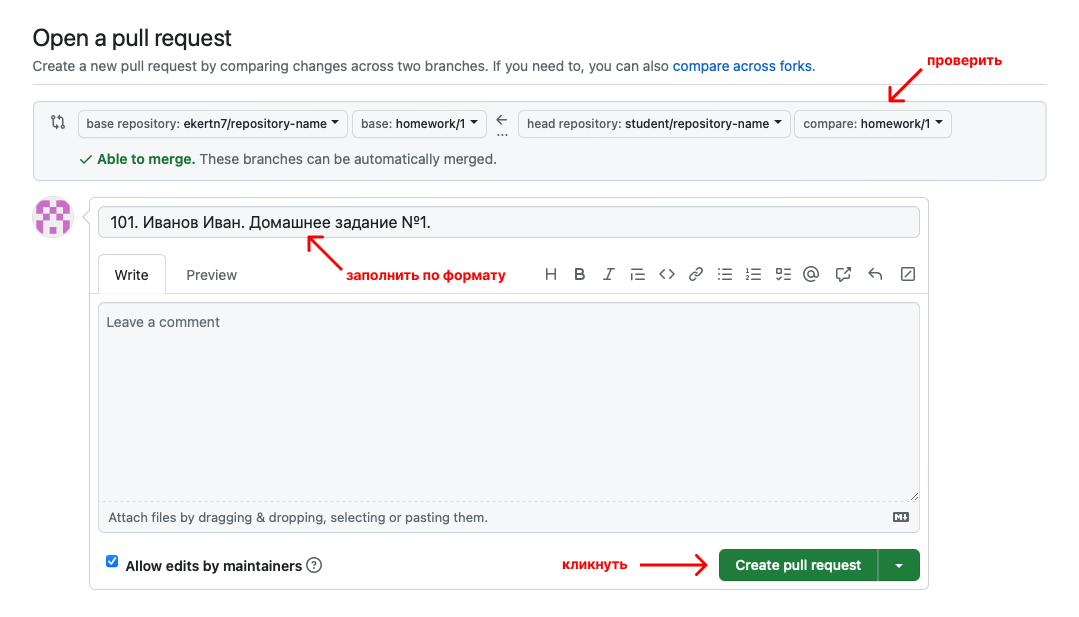 Open a pull request
Create a new pull request by comparing changes across two branches. If you need to, you can also compare across forks.
проверить
base repository: ekertn7/repository-name base: homework/1 ... head repository: student/repository-name compare: homework/1
Able to merge. These branches can be automatically merged.
101. Иванов Иван. Домашнее задание №1.
заполнить по формату
Write Preview
Leave a comment
Attach files by dragging & dropping, selecting or pasting them.
Allow edits by maintainers
кликнуть
Create pull request